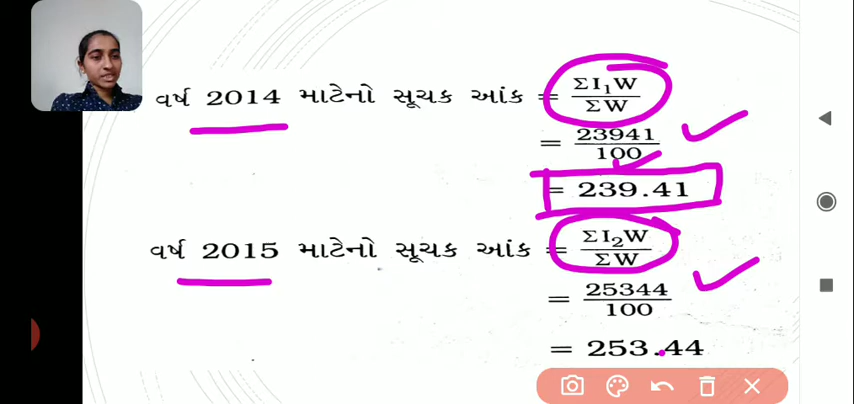 વર્ષ 2014 માટેનો સૂચક આંક = ΣI₁W / ΣW
= 23941 / 100
= 239.41
વર્ષ 2015 માટેનો સૂચક આંક = ΣI₂W / ΣW
= 25344 / 100
= 253.44